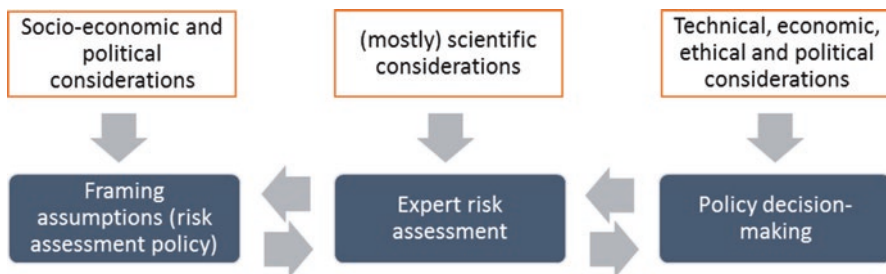 Socio-economic and
political
considerations
(mostly) scientific
considerations
Technical, economic,
ethical and political
considerations
Framing
assumptions (risk
assessment policy)
Expert risk
assessment
Policy decision-
making